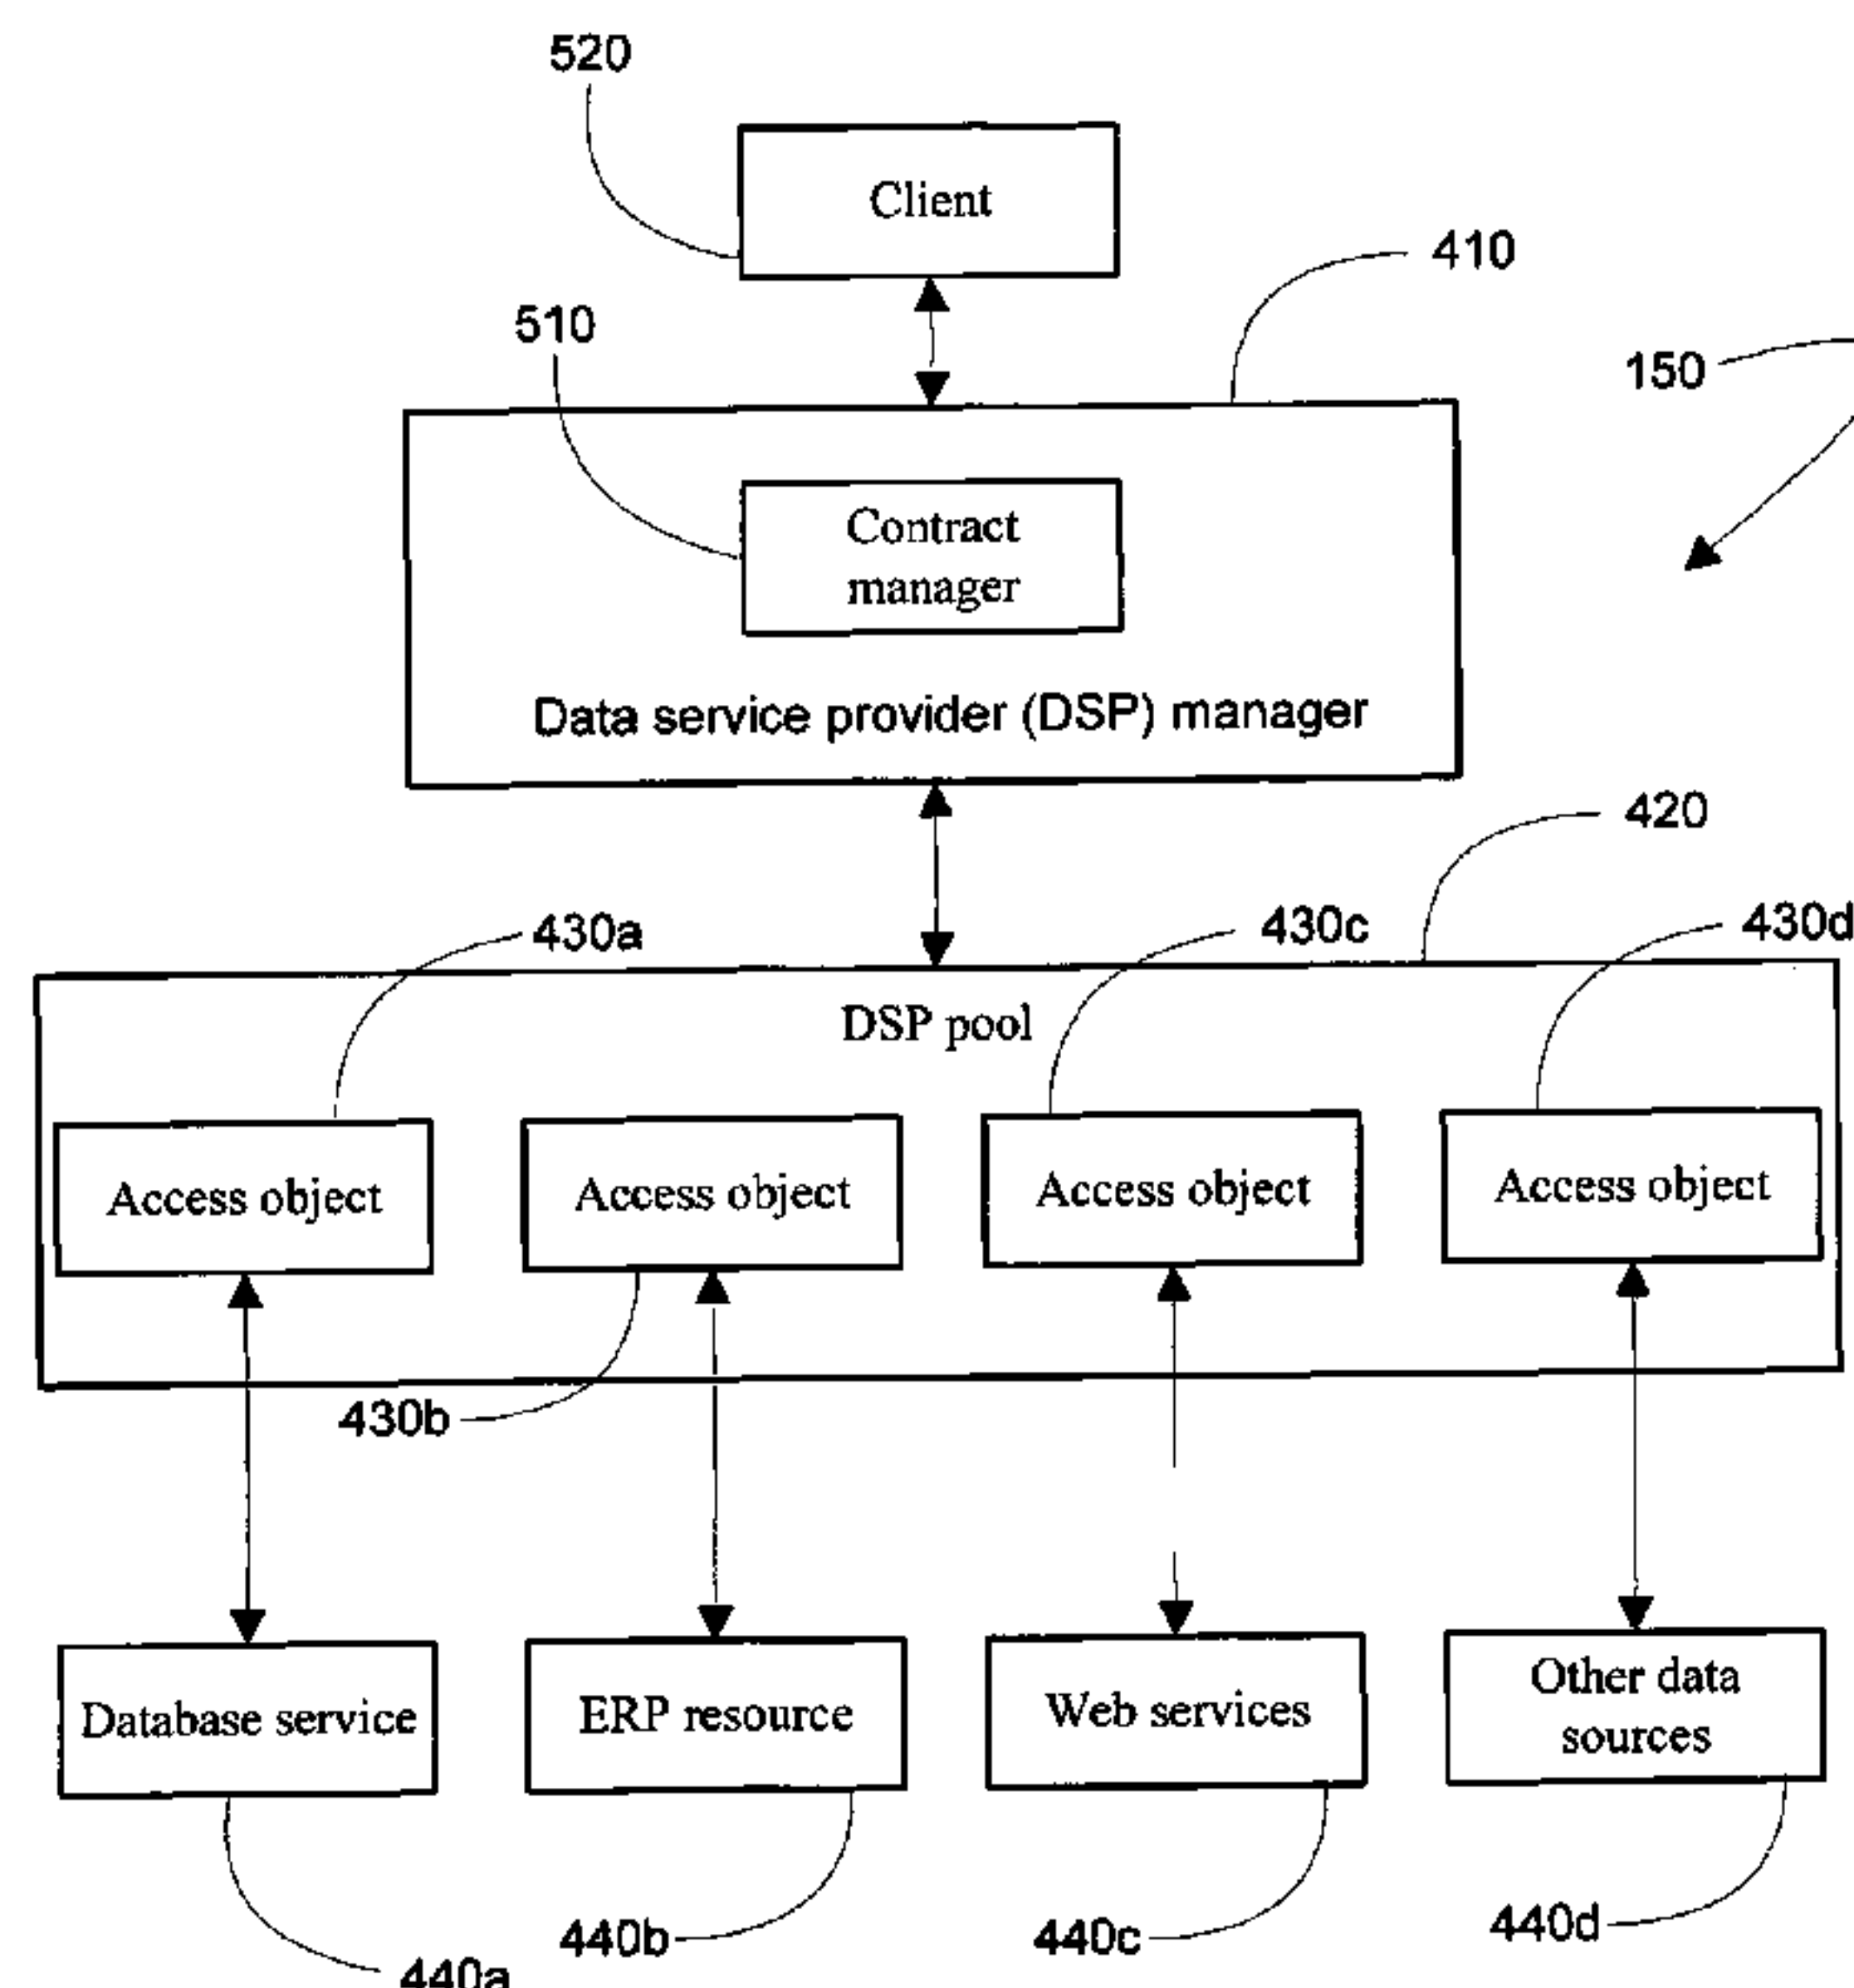 520
Client
410
510
150
Contract
manager
Data service provider (DSP) manager
420
430a
430c
430d
DSP pool
Access object
Access object
Access object
Access object
430b
Database service
ERP resource
Web services
Other data
sources
440a
440b
440c
440d